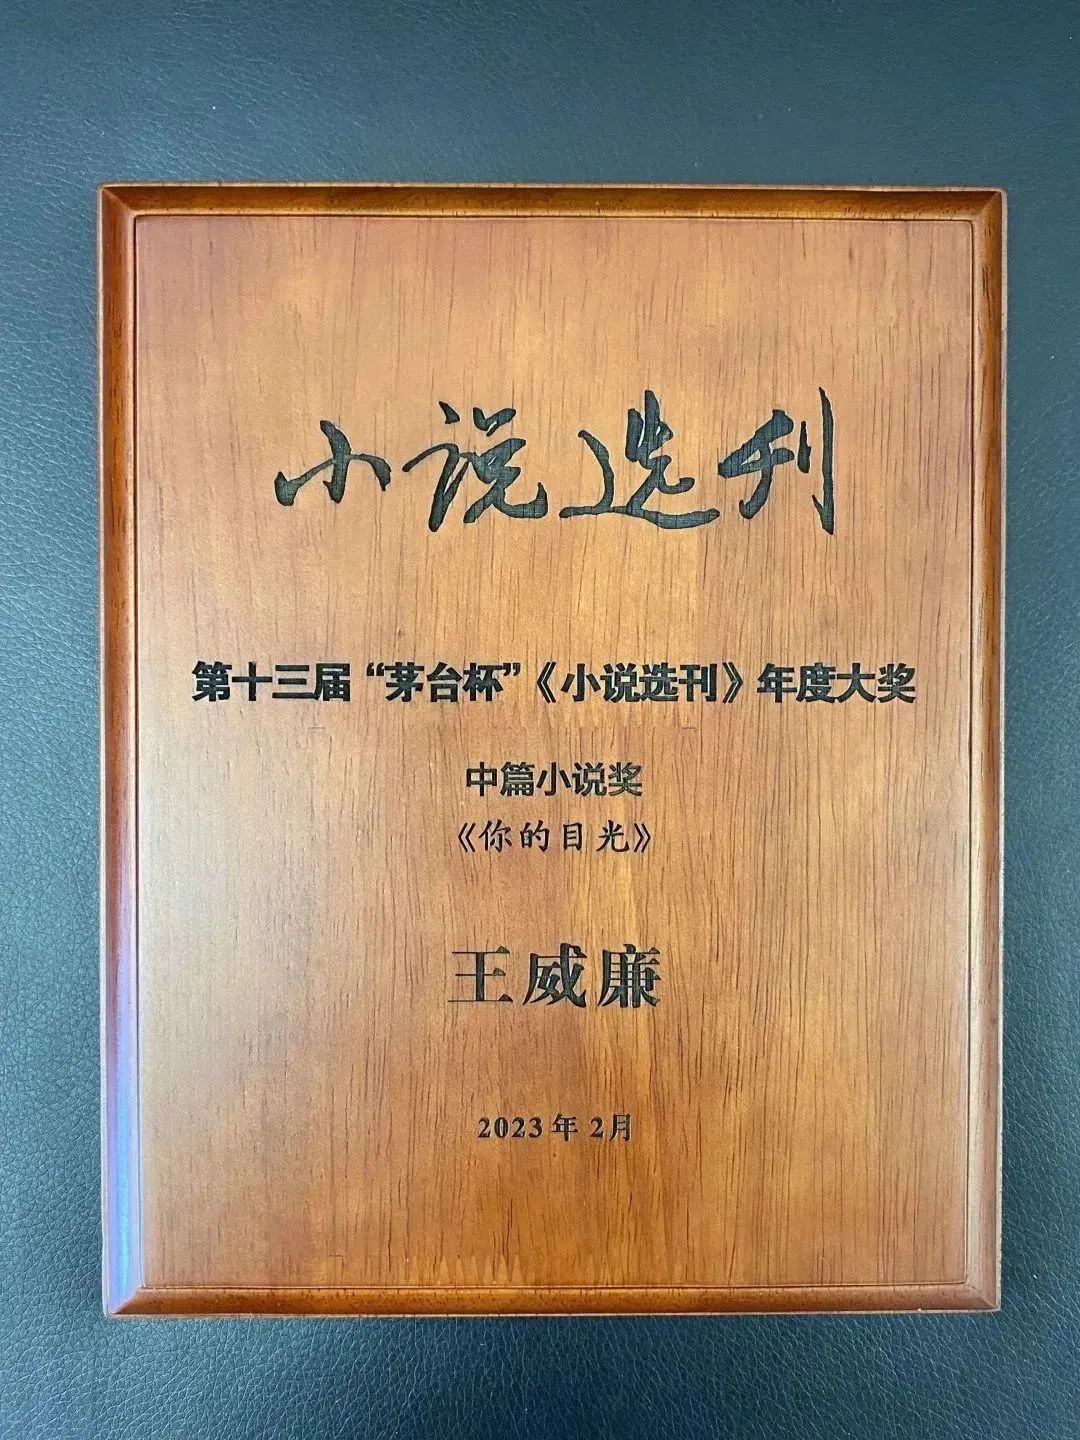 小说选刊
第十三届“茅台杯”《小说选刊》年度大奖
中篇小说奖
《你的目光》
王威廉
2023年2月